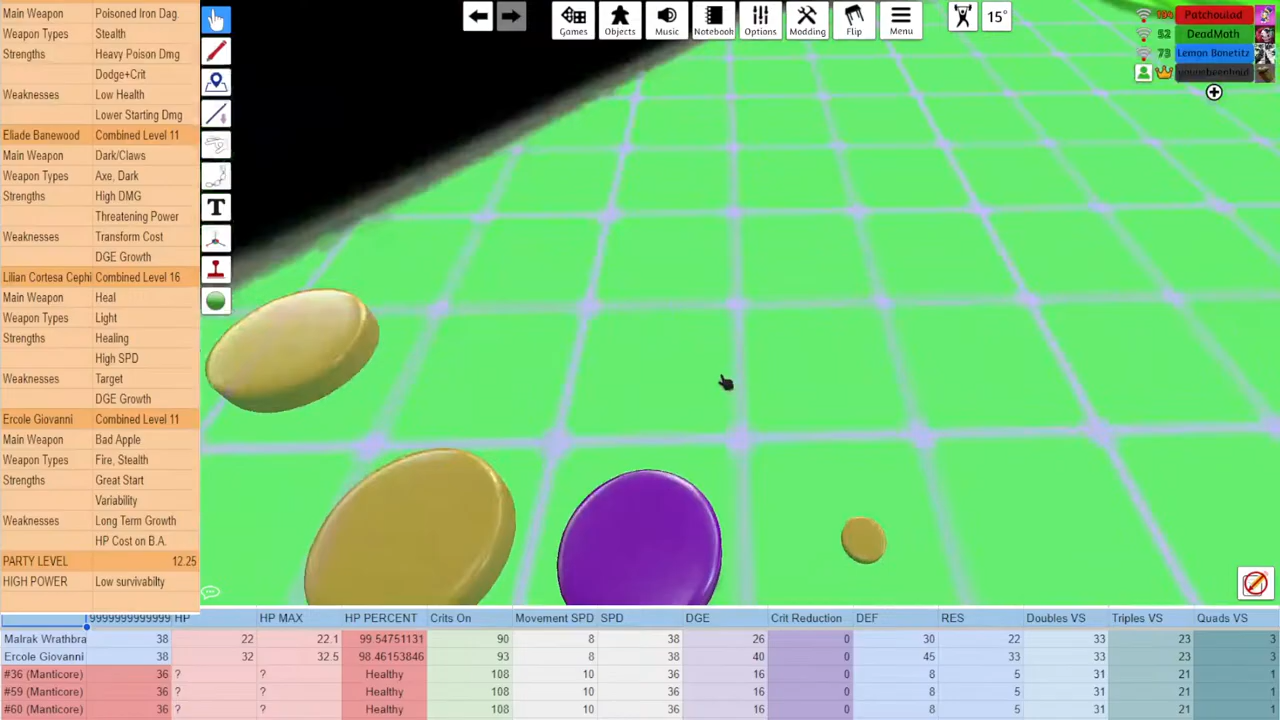 Main Weapon Poisoned Iron Dag.
Weapon Types Stealth
Strengths Heavy Poison Dmg
Dodge+Crit
Weaknesses Low Health
Lower Starting Dmg
Eliade Banewood Combined Level 11
Main Weapon Dark/Claws
Weapon Types Axe, Dark
Strengths High DMG
Threatening Power
Weaknesses Transform Cost
DGE Growth
Lilian Cortesa Cephi Combined Level 16
Main Weapon Heal
Weapon Types Light
Strengths Healing
High SPD
Weaknesses Target
DGE Growth
Ercole Giovanni Combined Level 11
Main Weapon Bad Apple
Weapon Types Fire, Stealth
Strengths Great Start
Variability
Weaknesses Long Term Growth
HP Cost on B.A.
PARTY LEVEL 12.25
HIGH POWER Low survivabilty
T
Games Objects Music Notebook Options Modding Flip Menu 15°
Patchoulad
52 DeadMoth
73 Lemon Bonetitz
HP HP MAX HP PERCENT Crits On Movement SPD SPD DGE Crit Reduction DEF RES Doubles VS Triples VS Quads VS
Malrak Wrathbra 38 22 22.1 99.54751131 90 8 38 26 0 30 22 33 23 3
Ercole Giovanni 38 32 32.5 98.46153846 93 8 38 40 0 45 33 33 23 3
#36 (Manticore) 36 ? ? Healthy 108 10 36 16 0 8 5 31 21 1
#59 (Manticore) 36 ? ? Healthy 108 10 36 16 0 8 5 31 21 1
#60 (Manticore) 36 ? ? Healthy 108 10 36 16 0 8 5 31 21 1